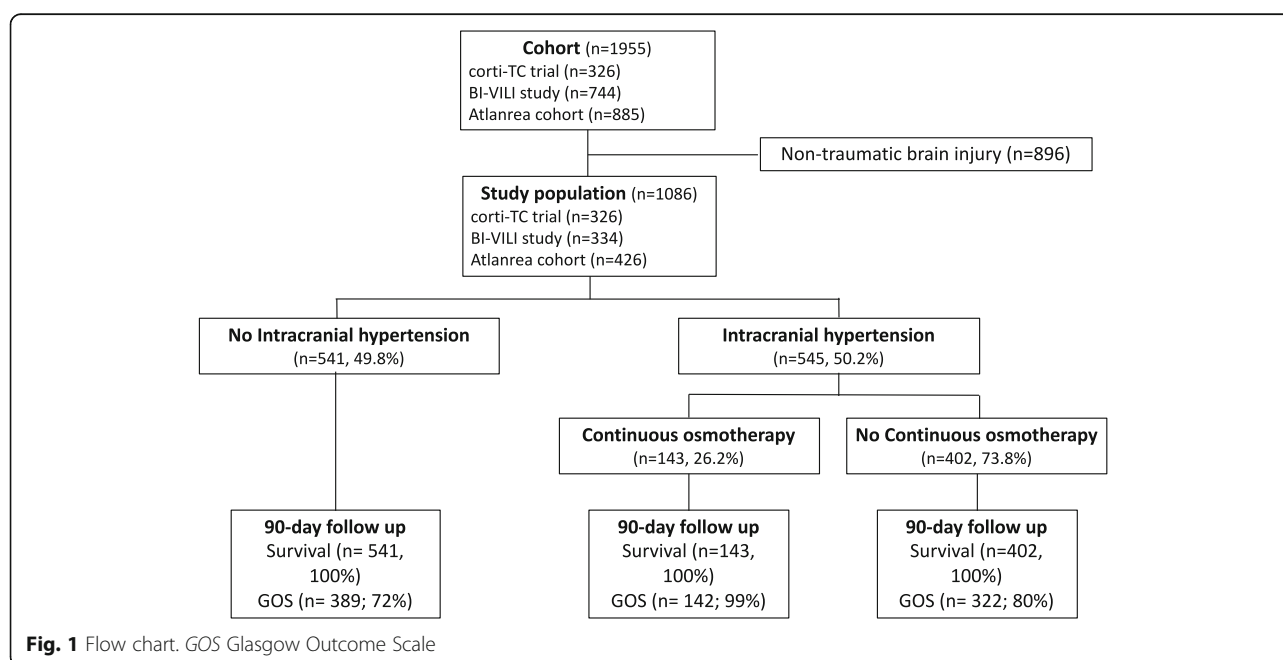 Cohort (n=1955)
corti-TC trial (n=326)
BI-VILI study (n=744)
Atlanrea cohort (n=885)
Non-traumatic brain injury (n=896)
Study population (n=1086)
corti-TC trial (n=326)
BI-VILI study (n=334)
Atlanrea cohort (n=426)
No Intracranial hypertension
(n=541, 49.8%)
Intracranial hypertension
(n=545, 50.2%)
Continuous osmotherapy
(n=143, 26.2%)
No Continuous osmotherapy
(n=402, 73.8%)
90-day follow up
Survival (n= 541,
100%)
GOS (n= 389; 72%)
90-day follow up
Survival (n=143,
100%)
GOS (n= 142; 99%)
90-day follow up
Survival (n=402,
100%)
GOS (n= 322; 80%)
Fig. 1 Flow chart. GOS Glasgow Outcome Scale